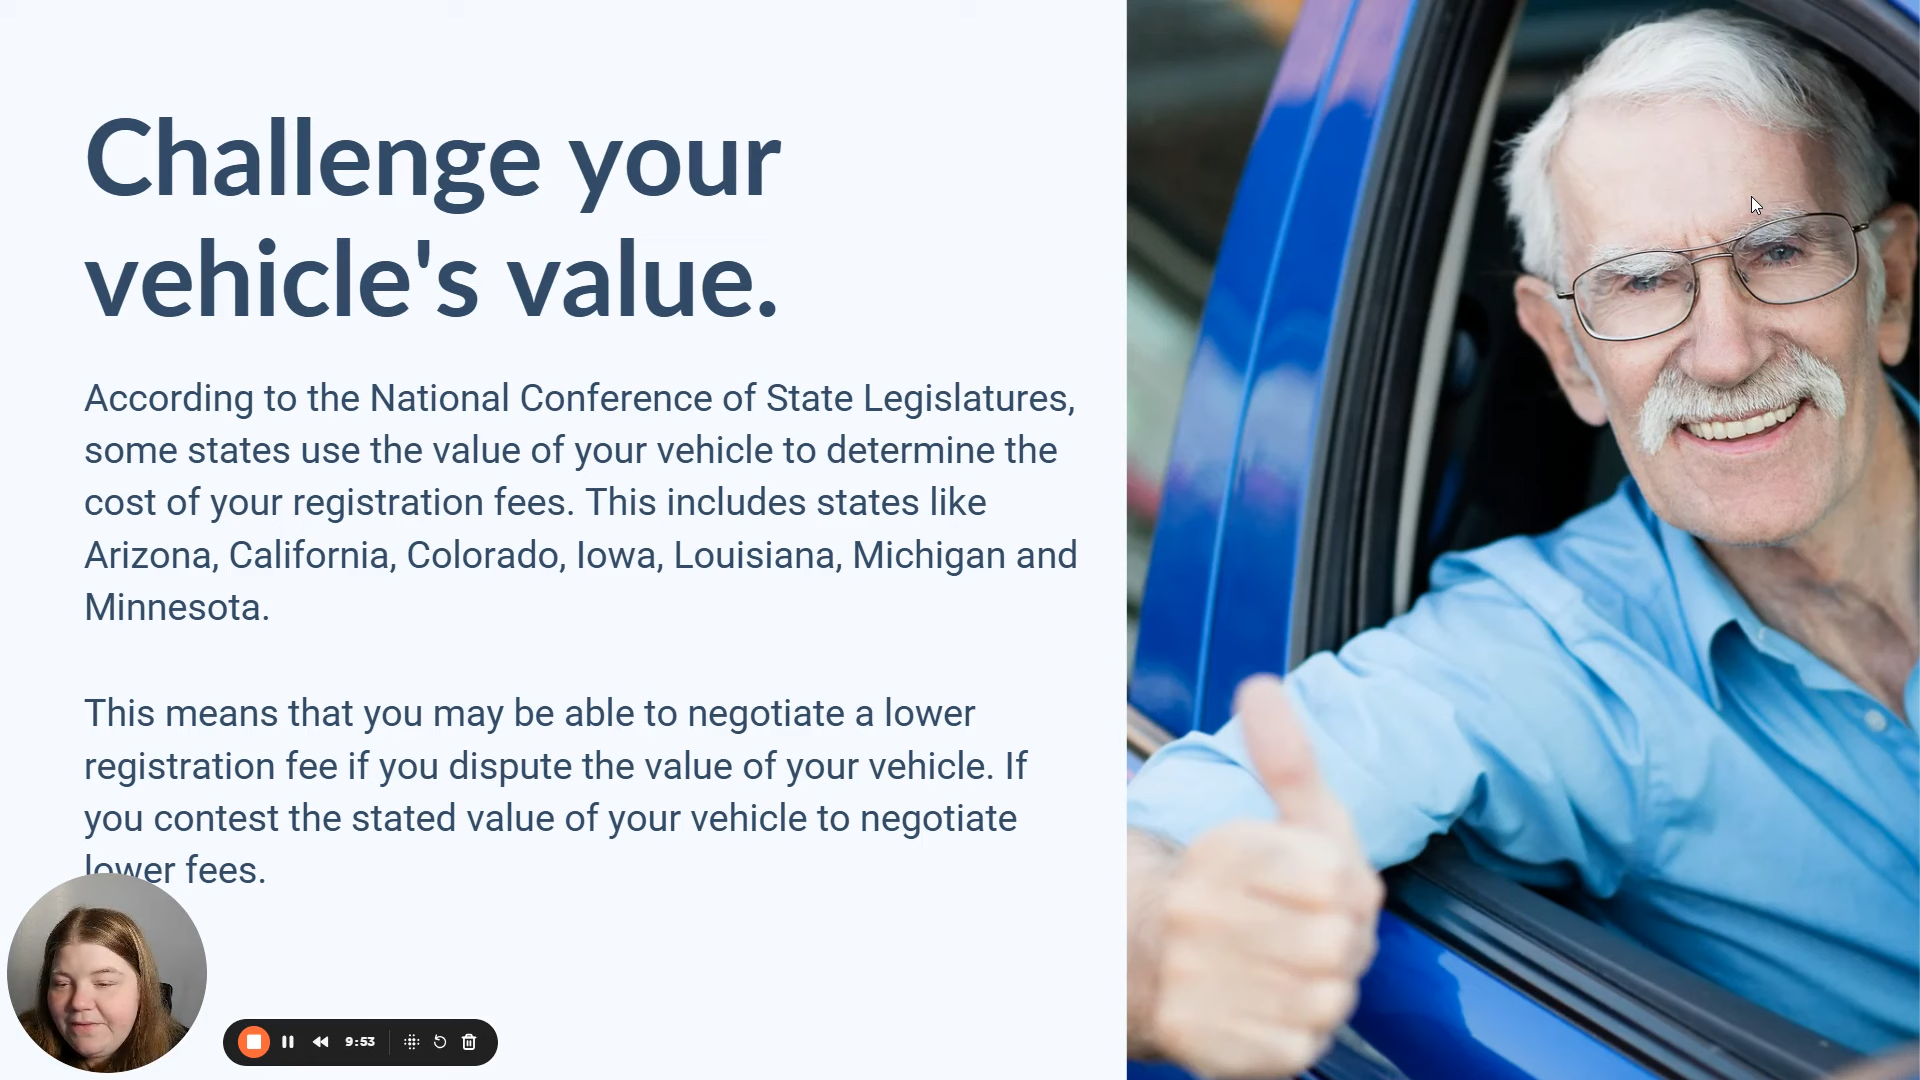 Challenge your
vehicle's value.
According to the National Conference of State Legislatures,
some states use the value of your vehicle to determine the
cost of your registration fees. This includes states like
Arizona, California, Colorado, Iowa, Louisiana, Michigan and
Minnesota.
This means that you may be able to negotiate a lower
registration fee if you dispute the value of your vehicle. If
you contest the stated value of your vehicle to negotiate
lower fees.
9:53